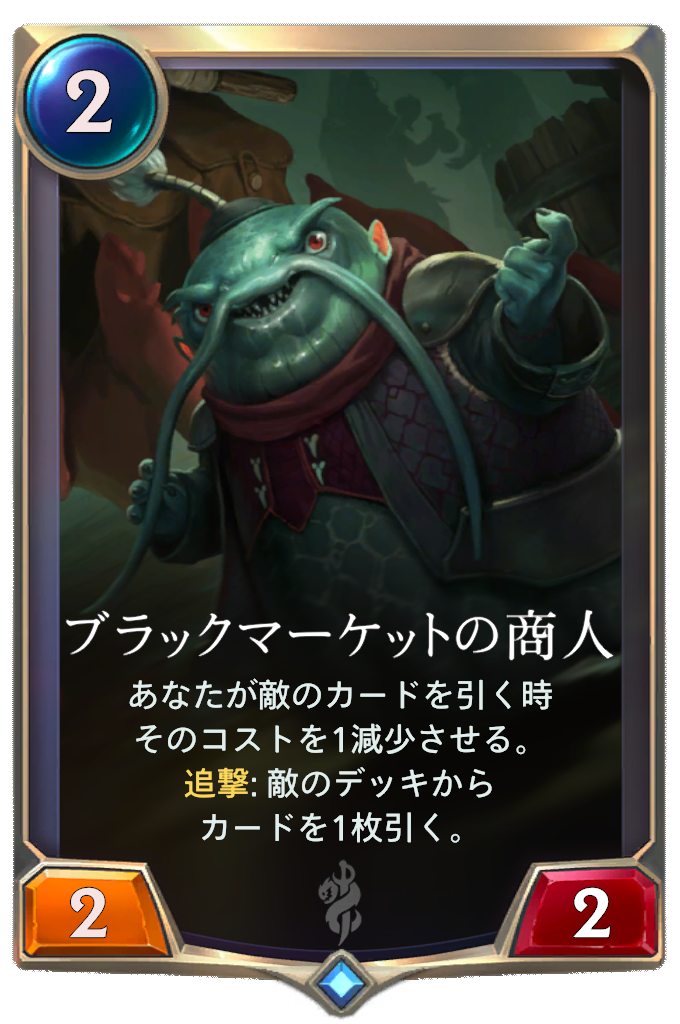 2
ブラックマーケットの商人
あなたが敵のカードを引く時
そのコストを1減少させる。
追撃: 敵のデッキから
カードを1枚引く。
2
2